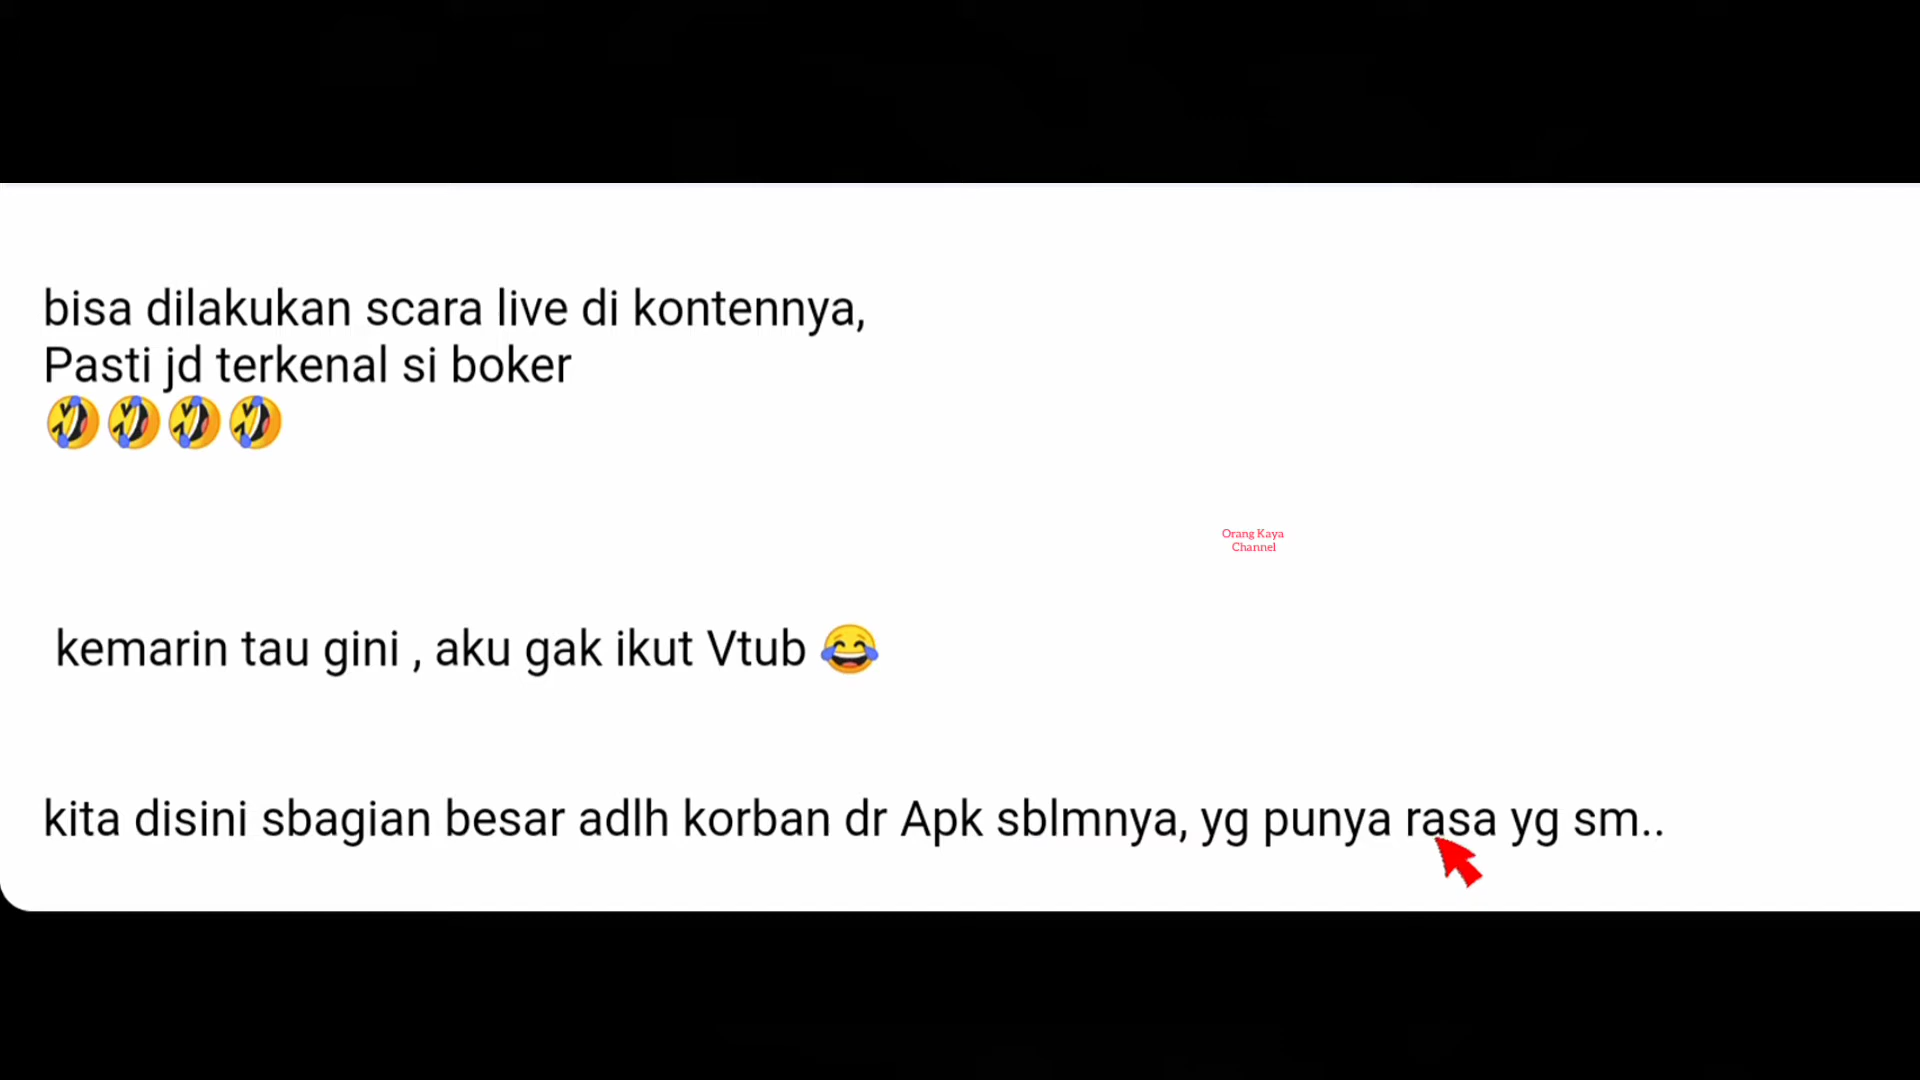 bisa dilakukan scara live di kontennya,
Pasti jd terkenal si boker
🤣🤣🤣🤣
Orang Kaya
Channel
kemarin tau gini , aku gak ikut Vtub 😂
kita disini sbagian besar adlh korban dr Apk sblmnya, yg punya rasa yg sm..